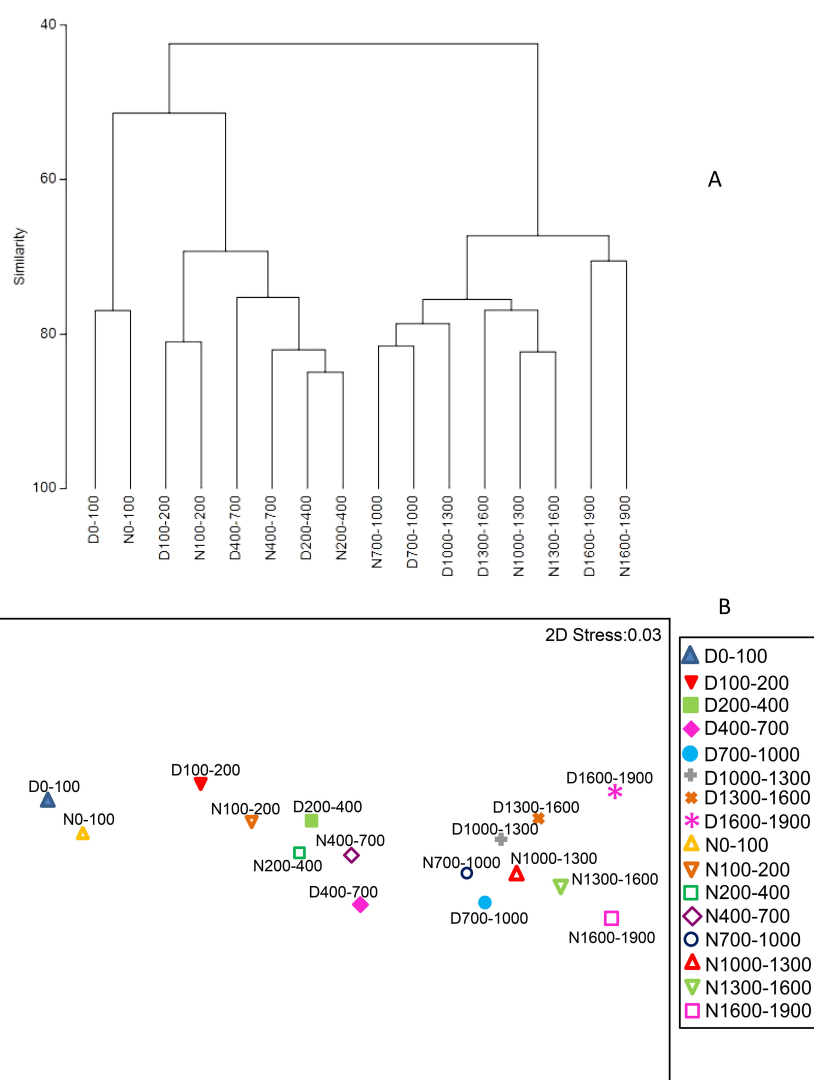 40
60
80
100
Similarity
A
D0-100
N0-100
D100-200
N100-200
D400-700
N400-700
D200-400
N200-400
N700-1000
D700-1000
D1000-1300
D1300-1600
N1000-1300
N1300-1600
D1600-1900
N1600-1900
B
2D Stress:0.03
D100-200
D1600-1900
D0-100
N100-200
D200-400
D1300-1600
N0-100
D1000-1300
N400-700
N200-400
N700-1000
N1000-1300
N1300-1600
D400-700
D700-1000
N1600-1900
D0-100
D100-200
D200-400
D400-700
D700-1000
D1000-1300
D1300-1600
D1600-1900
N0-100
N100-200
N200-400
N400-700
N700-1000
N1000-1300
N1300-1600
N1600-1900